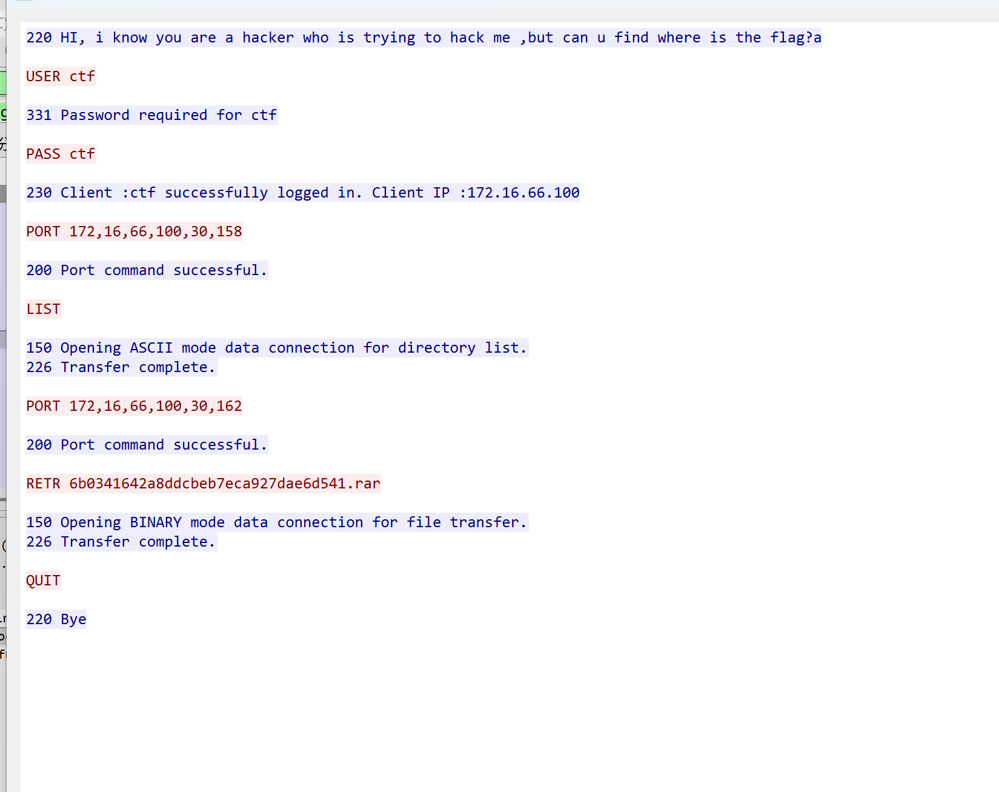 220 HI, i know you are a hacker who is trying to hack me ,but can u find where is the flag?a
USER ctf
331 Password required for ctf
PASS ctf
230 Client :ctf successfully logged in. Client IP :172.16.66.100
PORT 172,16,66,100,30,158
200 Port command successful.
LIST
150 Opening ASCII mode data connection for directory list.
226 Transfer complete.
PORT 172,16,66,100,30,162
200 Port command successful.
RETR 6b0341642a8ddcbeb7eca927dae6d541.rar
150 Opening BINARY mode data connection for file transfer.
226 Transfer complete.
QUIT
220 Bye